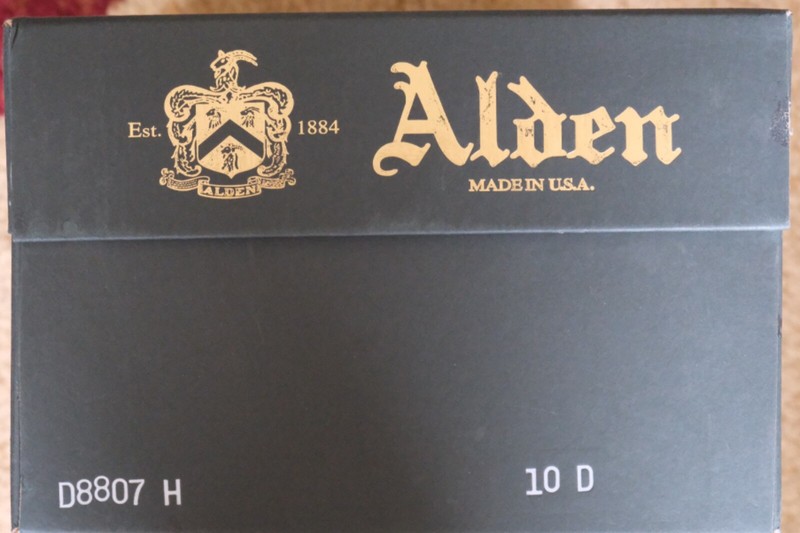 Est. 1884
ALDEN
Alden
MADE IN U.S.A.
D8807 H 10 D